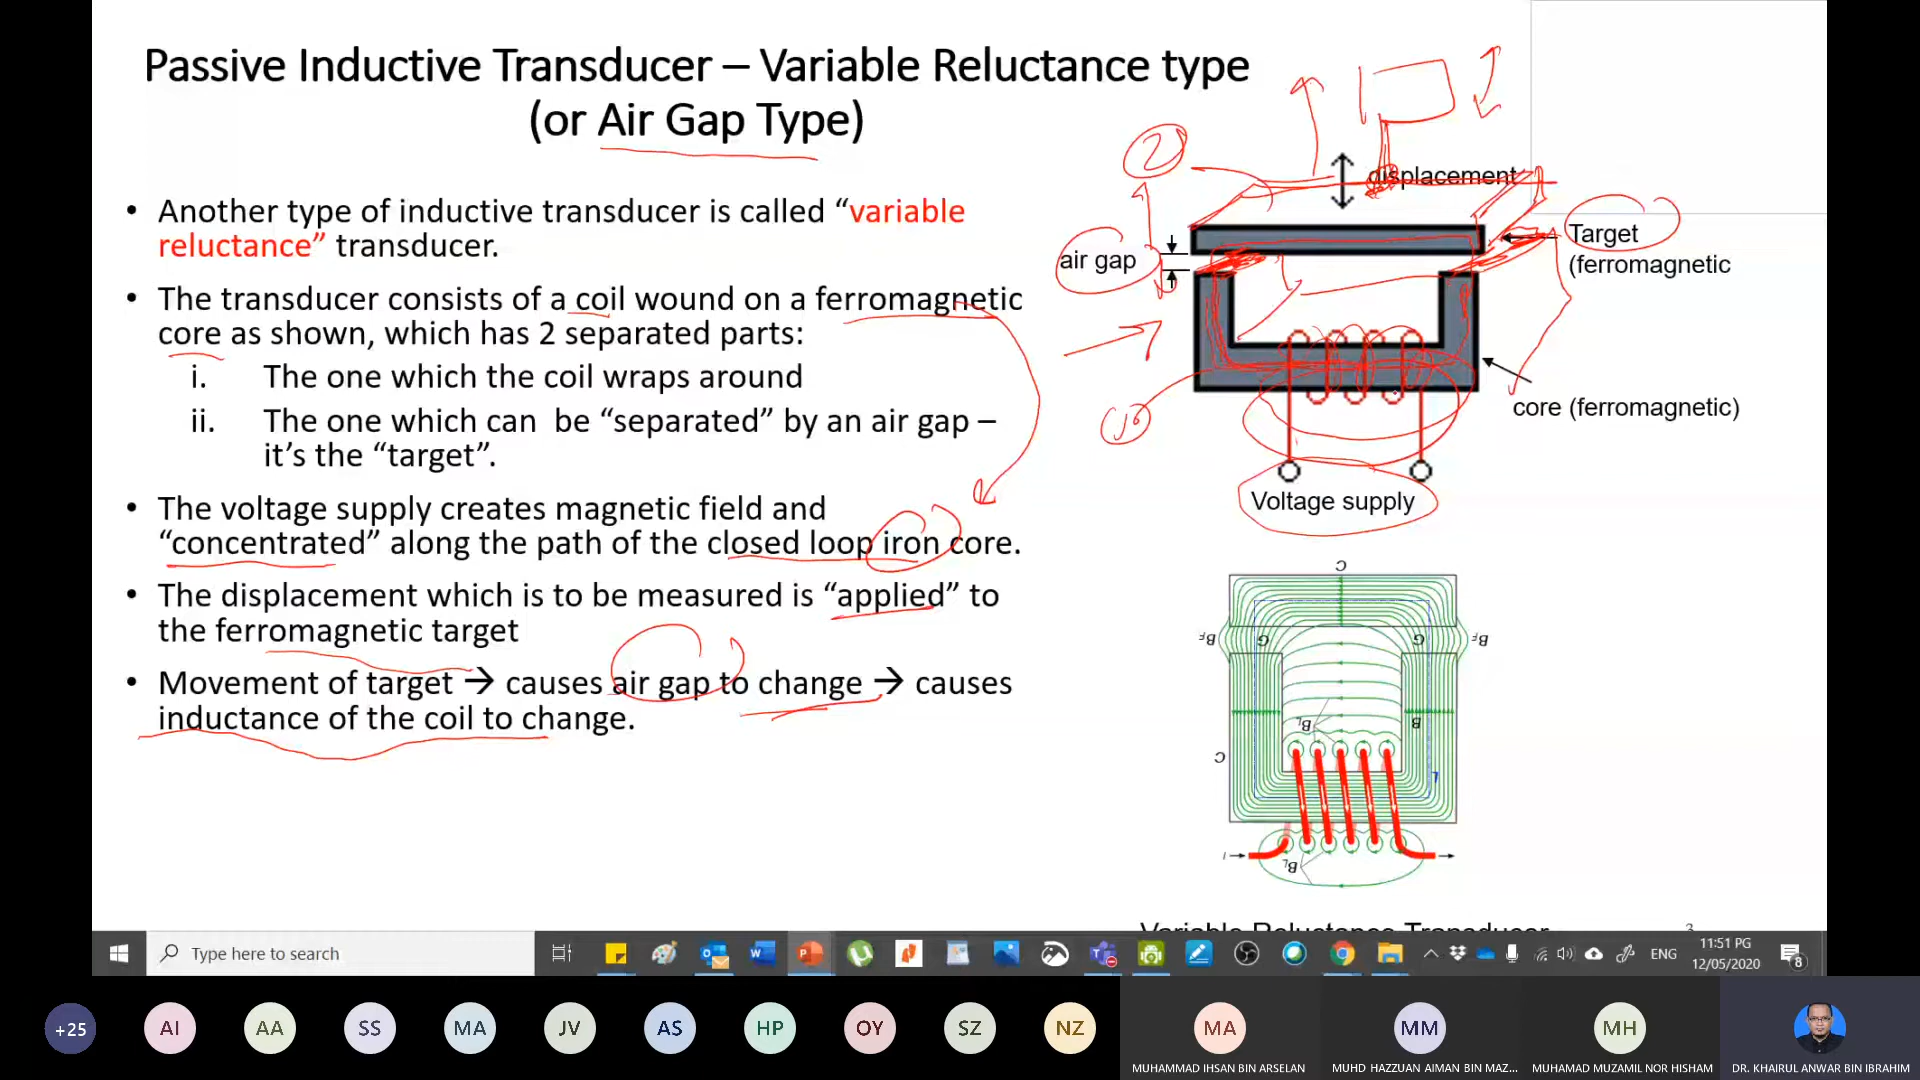 Passive Inductive Transducer – Variable Reluctance type
(or Air Gap Type)
• Another type of inductive transducer is called “variable
reluctance” transducer.
• The transducer consists of a coil wound on a ferromagnetic
core as shown, which has 2 separated parts:
i. The one which the coil wraps around
ii. The one which can be “separated” by an air gap –
it’s the “target”.
• The voltage supply creates magnetic field and
“concentrated” along the path of the closed loop iron core.
• The displacement which is to be measured is “applied” to
the ferromagnetic target
• Movement of target → causes air gap to change → causes
inductance of the coil to change.
2
displacement
Target
(ferromagnetic
air gap
core (ferromagnetic)
Voltage supply
C
BF
G
G
BF
BL
B
C
L
BL
I
Variable Reluctance Transducer
3
Type here to search
ENG
11:51 PG
12/05/2020
8
+25
AI
AA
SS
MA
JV
AS
HP
OY
SZ
NZ
MA
MUHAMMAD IHSAN BIN ARSELAN
MM
MUHD HAZZUAN AIMAN BIN MAZ...
MH
MUHAMAD MUZAMIL NOR HISHAM
DR. KHAIRUL ANWAR BIN IBRAHIM